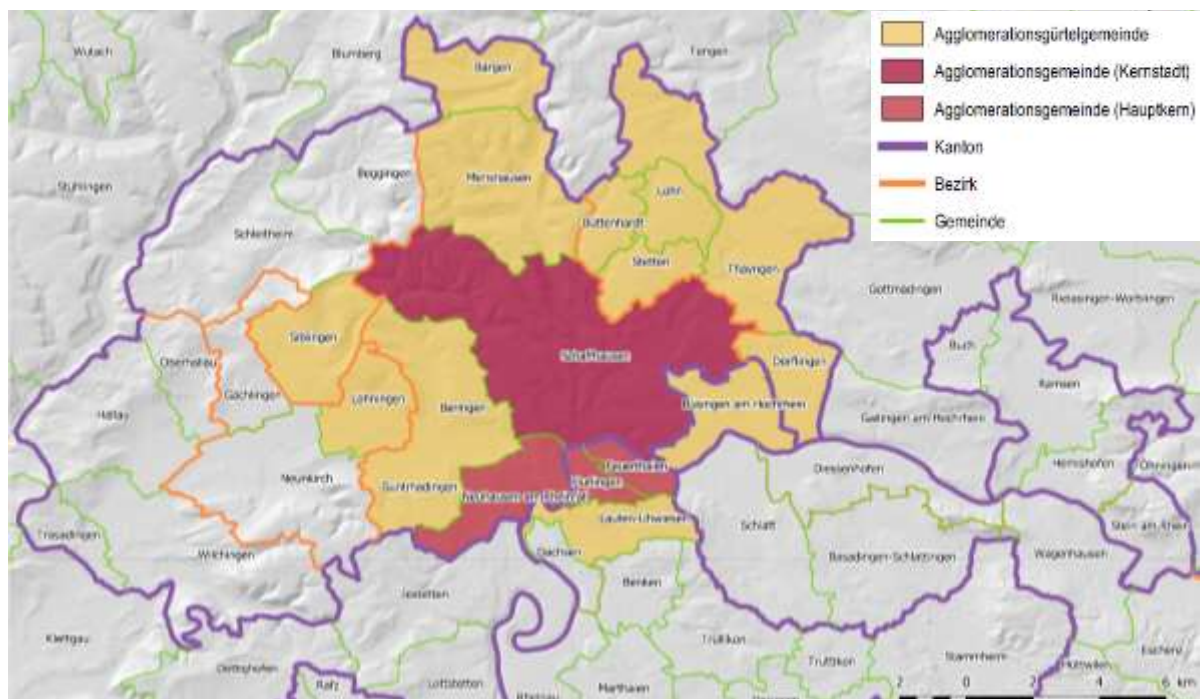 Agglomerationsgürtelgemeinde
Agglomerationsgemeinde (Kernstadt)
Agglomerationsgemeinde (Hauptkern)
Kanton
Bezirk
Gemeinde
Wutach
Blumberg
Tengen
Bargen
Stühlingen
Beggingen
Merishausen
Lohn
Büttenhardt
Schleitheim
Stetten
Thayngen
Gottmadingen
Rielasingen-Worblingen
Siblingen
Oberhallau
Schaffhausen
Dörflingen
Buch
Ramsen
Gächlingen
Löhningen
Beringen
Büsingen am Hochrhein
Hallau
Gailingen am Hochrhein
Neunkirch
Feuerthalen
Diessenhofen
Hemishofen
Öhningen
Guntmadingen
Neuhausen am Rheinfall
Flurlingen
Laufen-Uhwiesen
Schlatt
Stein am Rhein
Trasadingen
Wilchingen
Dachsen
Basadingen-Schlattingen
Wagenhausen
Jestetten
Benken
Klettgau
Trüllikon
Dettighofen
Truttikon
Stammheim
Hüttwilen
Eschenz
Rafz
Lottstetten
Rheinau
Marthalen
2 0 2 4 6 km